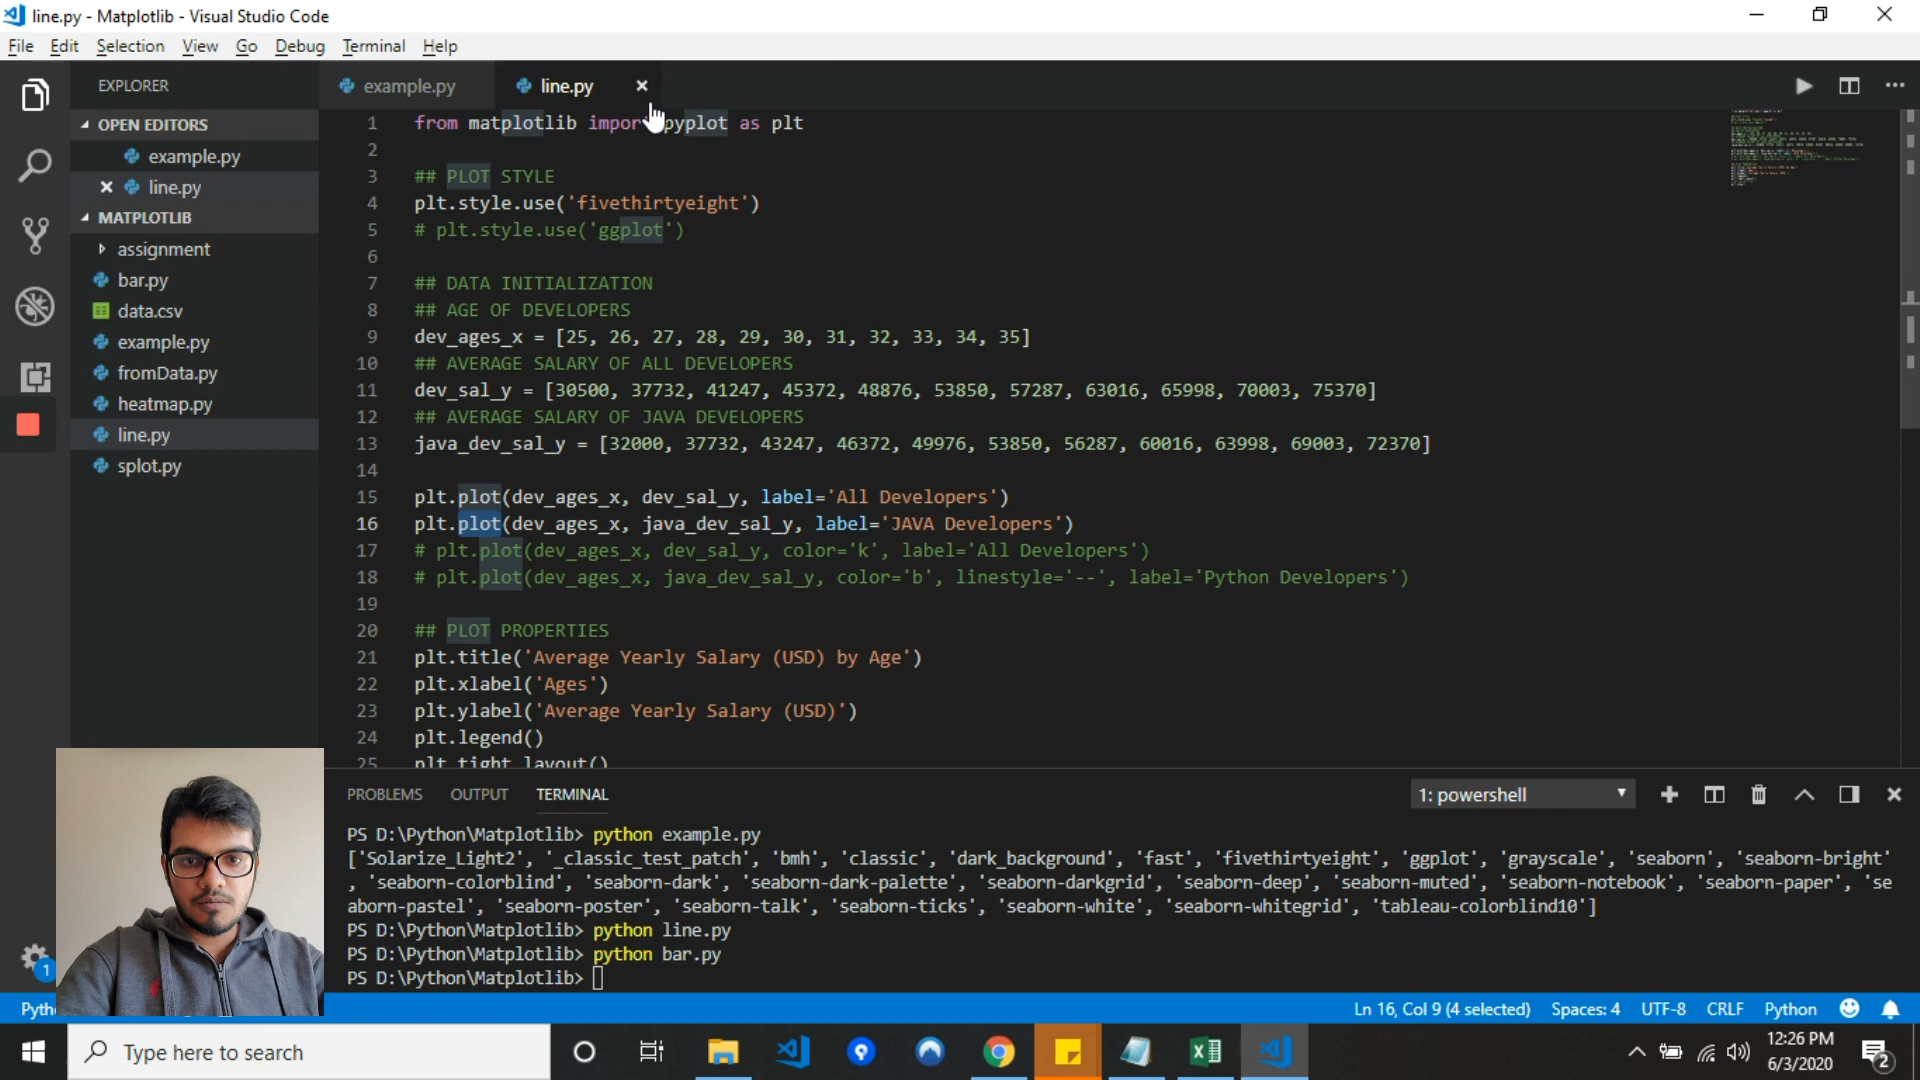 line.py - Matplotlib - Visual Studio Code
File Edit Selection View Go Debug Terminal Help
EXPLORER
OPEN EDITORS
example.py
line.py
MATPLOTLIB
assignment
bar.py
data.csv
example.py
fromData.py
heatmap.py
line.py
splot.py
example.py line.py
1 from matplotlib impor pyplot as plt
2
3 ## PLOT STYLE
4 plt.style.use('fivethirtyeight')
5 # plt.style.use('ggplot')
6
7 ## DATA INITIALIZATION
8 ## AGE OF DEVELOPERS
9 dev_ages_x = [25, 26, 27, 28, 29, 30, 31, 32, 33, 34, 35]
10 ## AVERAGE SALARY OF ALL DEVELOPERS
11 dev_sal_y = [30500, 37732, 41247, 45372, 48876, 53850, 57287, 63016, 65998, 70003, 75370]
12 ## AVERAGE SALARY OF JAVA DEVELOPERS
13 java_dev_sal_y = [32000, 37732, 43247, 46372, 49976, 53850, 56287, 60016, 63998, 69003, 72370]
14
15 plt.plot(dev_ages_x, dev_sal_y, label='All Developers')
16 plt.plot(dev_ages_x, java_dev_sal_y, label='JAVA Developers')
17 # plt.plot(dev_ages_x, dev_sal_y, color='k', label='All Developers')
18 # plt.plot(dev_ages_x, java_dev_sal_y, color='b', linestyle='--', label='Python Developers')
19
20 ## PLOT PROPERTIES
21 plt.title('Average Yearly Salary (USD) by Age')
22 plt.xlabel('Ages')
23 plt.ylabel('Average Yearly Salary (USD)')
24 plt.legend()
25 plt.tight_layout()
PROBLEMS OUTPUT TERMINAL 1: powershell
PS D:\Python\Matplotlib> python example.py
['Solarize_Light2', '_classic_test_patch', 'bmh', 'classic', 'dark_background', 'fast', 'fivethirtyeight', 'ggplot', 'grayscale', 'seaborn', 'seaborn-bright'
, 'seaborn-colorblind', 'seaborn-dark', 'seaborn-dark-palette', 'seaborn-darkgrid', 'seaborn-deep', 'seaborn-muted', 'seaborn-notebook', 'seaborn-paper', 'se
aborn-pastel', 'seaborn-poster', 'seaborn-talk', 'seaborn-ticks', 'seaborn-white', 'seaborn-whitegrid', 'tableau-colorblind10']
PS D:\Python\Matplotlib> python line.py
PS D:\Python\Matplotlib> python bar.py
PS D:\Python\Matplotlib>
1
Pytho Ln 16, Col 9 (4 selected) Spaces: 4 UTF-8 CRLF Python
Type here to search
12:26 PM
6/3/2020
2